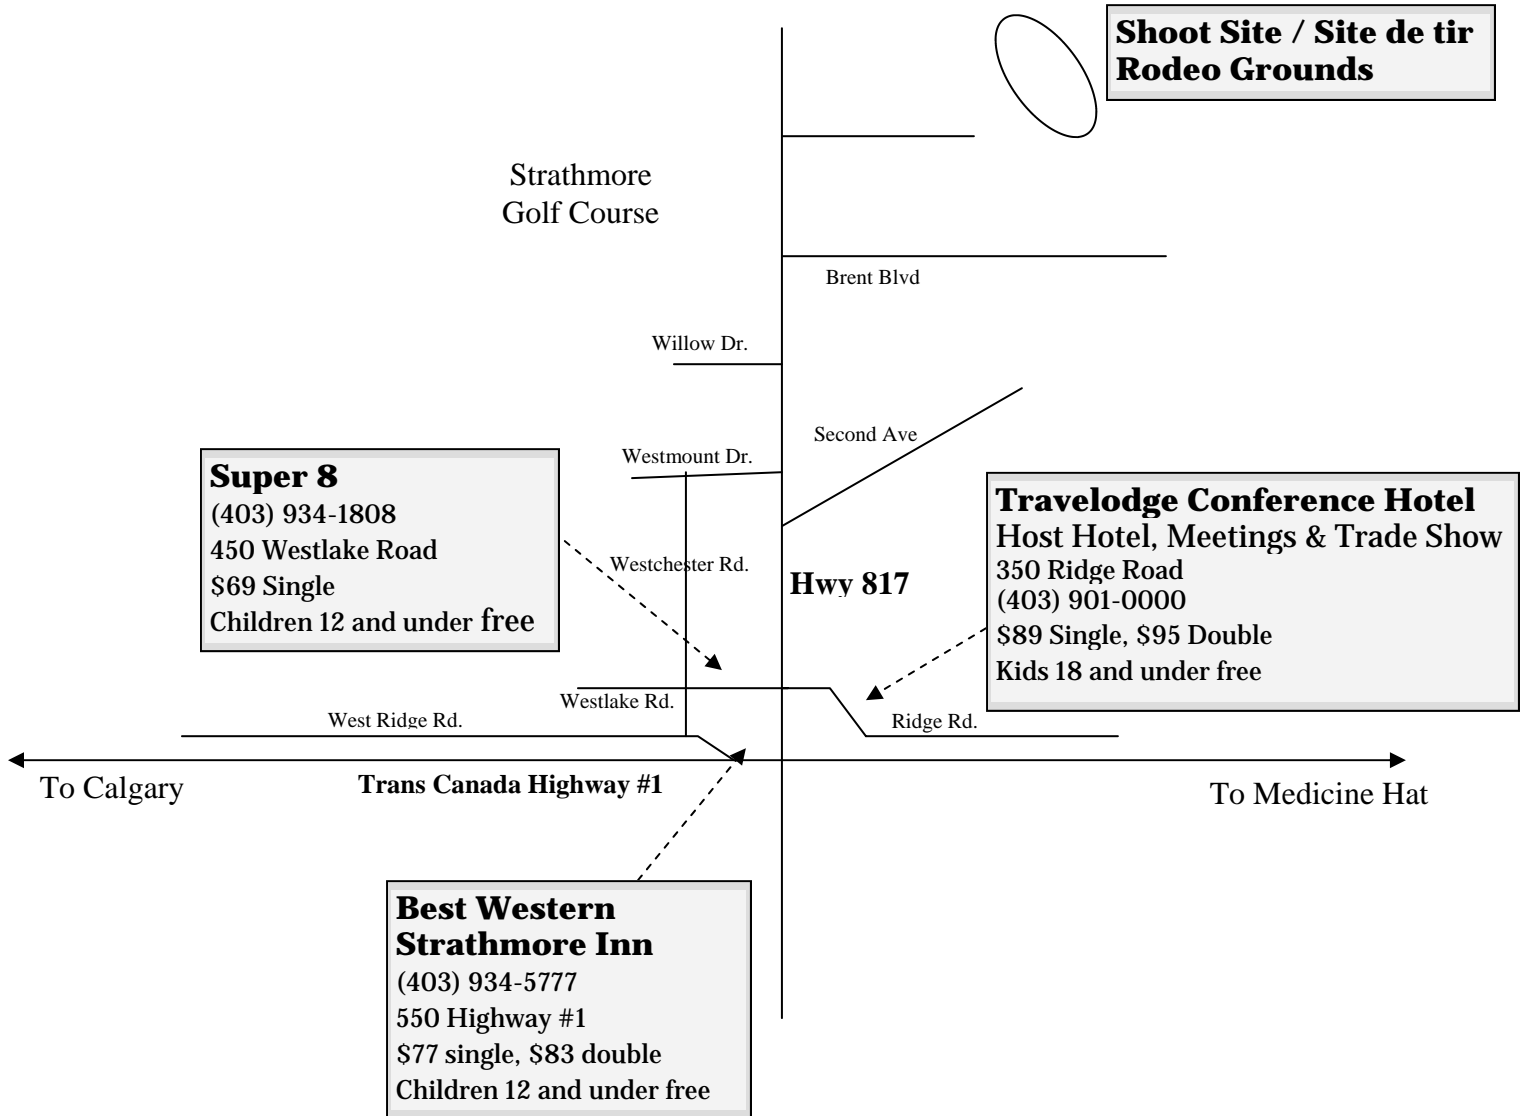 Shoot Site / Site de tir
Rodeo Grounds
Strathmore
Golf Course
Brent Blvd
Willow Dr.
Second Ave
Westmount Dr.
Super 8
(403) 934-1808
450 Westlake Road
$69 Single
Children 12 and under free
Travelodge Conference Hotel
Host Hotel, Meetings & Trade Show
350 Ridge Road
(403) 901-0000
$89 Single, $95 Double
Kids 18 and under free
Westchester Rd.
Hwy 817
Westlake Rd.
West Ridge Rd.
Ridge Rd.
To Calgary
Trans Canada Highway #1
To Medicine Hat
Best Western
Strathmore Inn
(403) 934-5777
550 Highway #1
$77 single, $83 double
Children 12 and under free